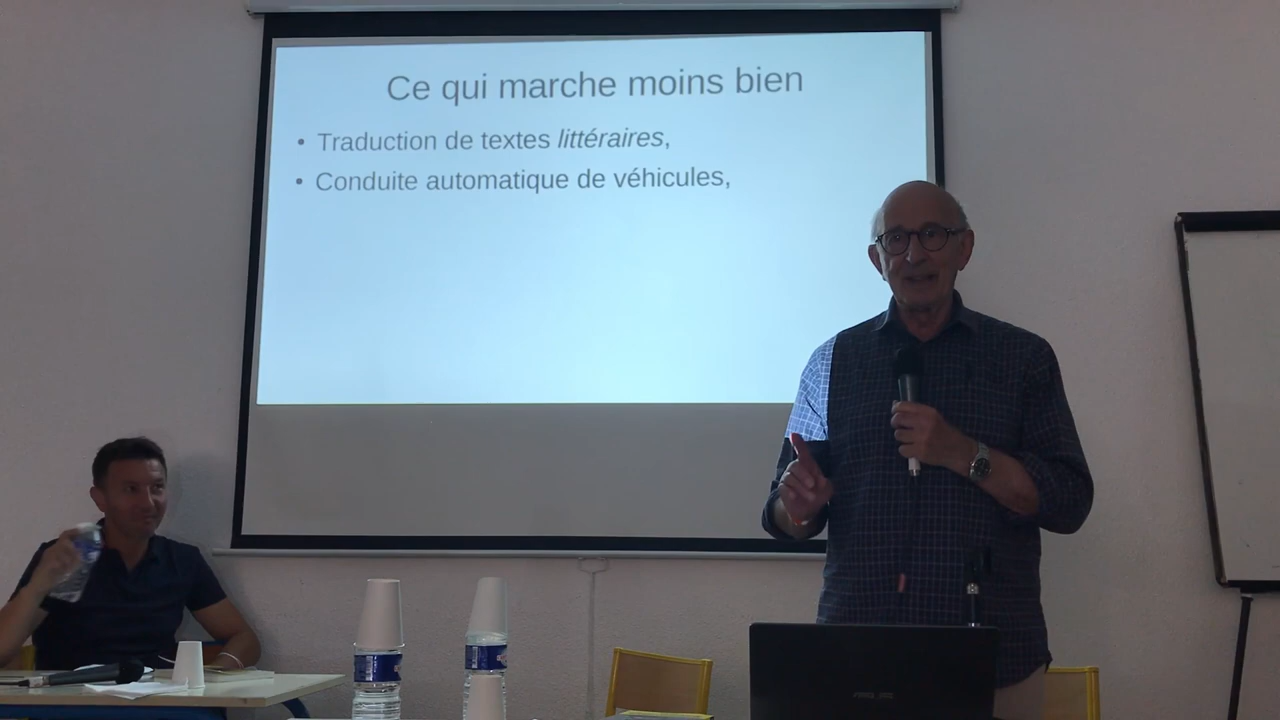 Ce qui marche moins bien
• Traduction de textes littéraires,
• Conduite automatique de véhicules,